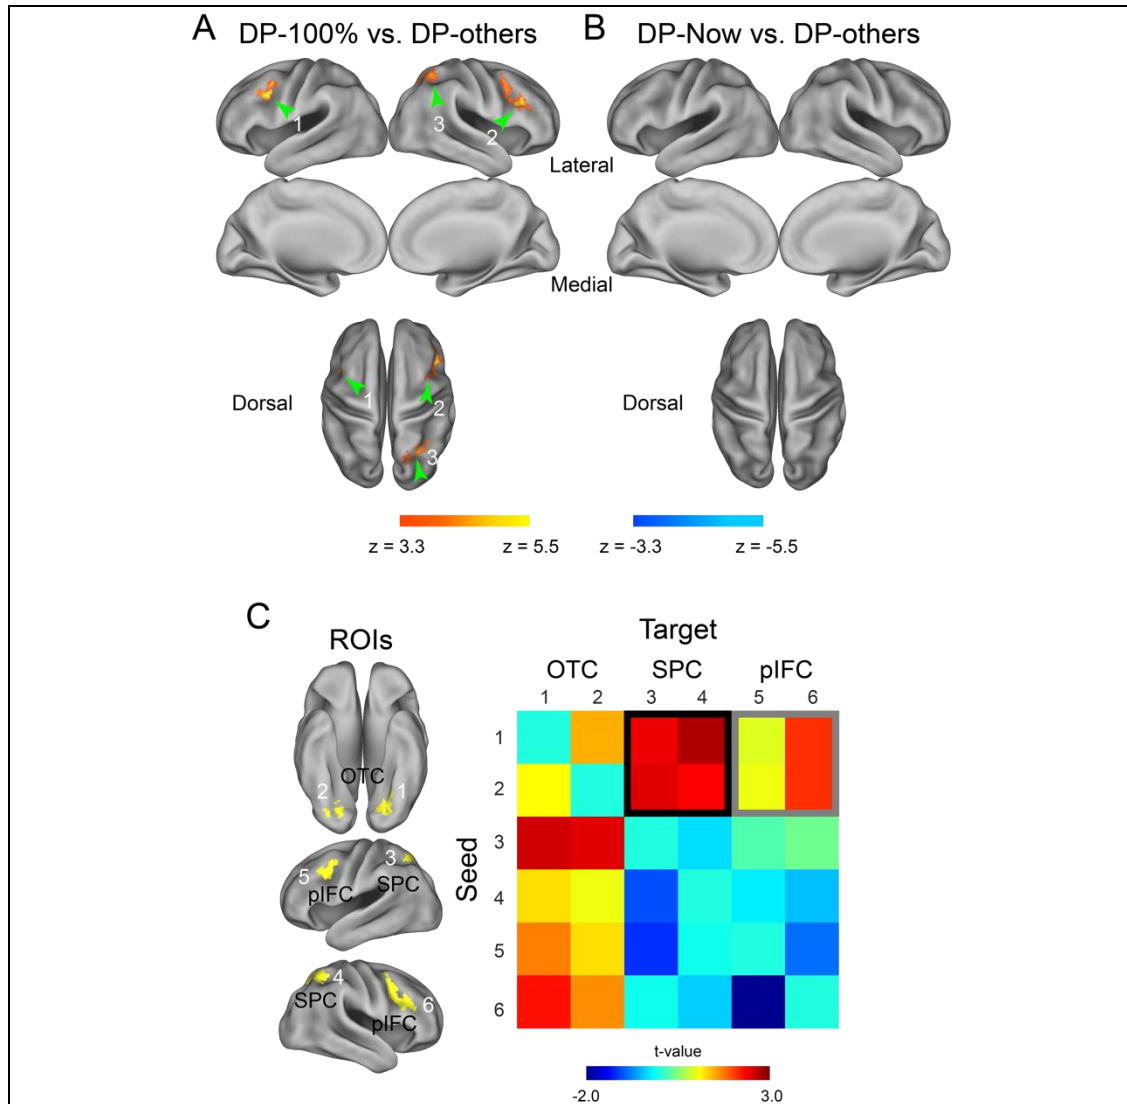 A DP-100% vs. DP-others
B DP-Now vs. DP-others
1
3
2
Lateral
Medial
Dorsal
1
2
3
Dorsal
z = 3.3
z = 5.5
z = -3.3
z = -5.5
C
ROIs
Target
OTC SPC pIFC
1 2 3 4 5 6
Seed
1
2
3
4
5
6
OTC
2
1
5
pIFC
3
SPC
4
SPC
pIFC
6
t-value
-2.0
3.0